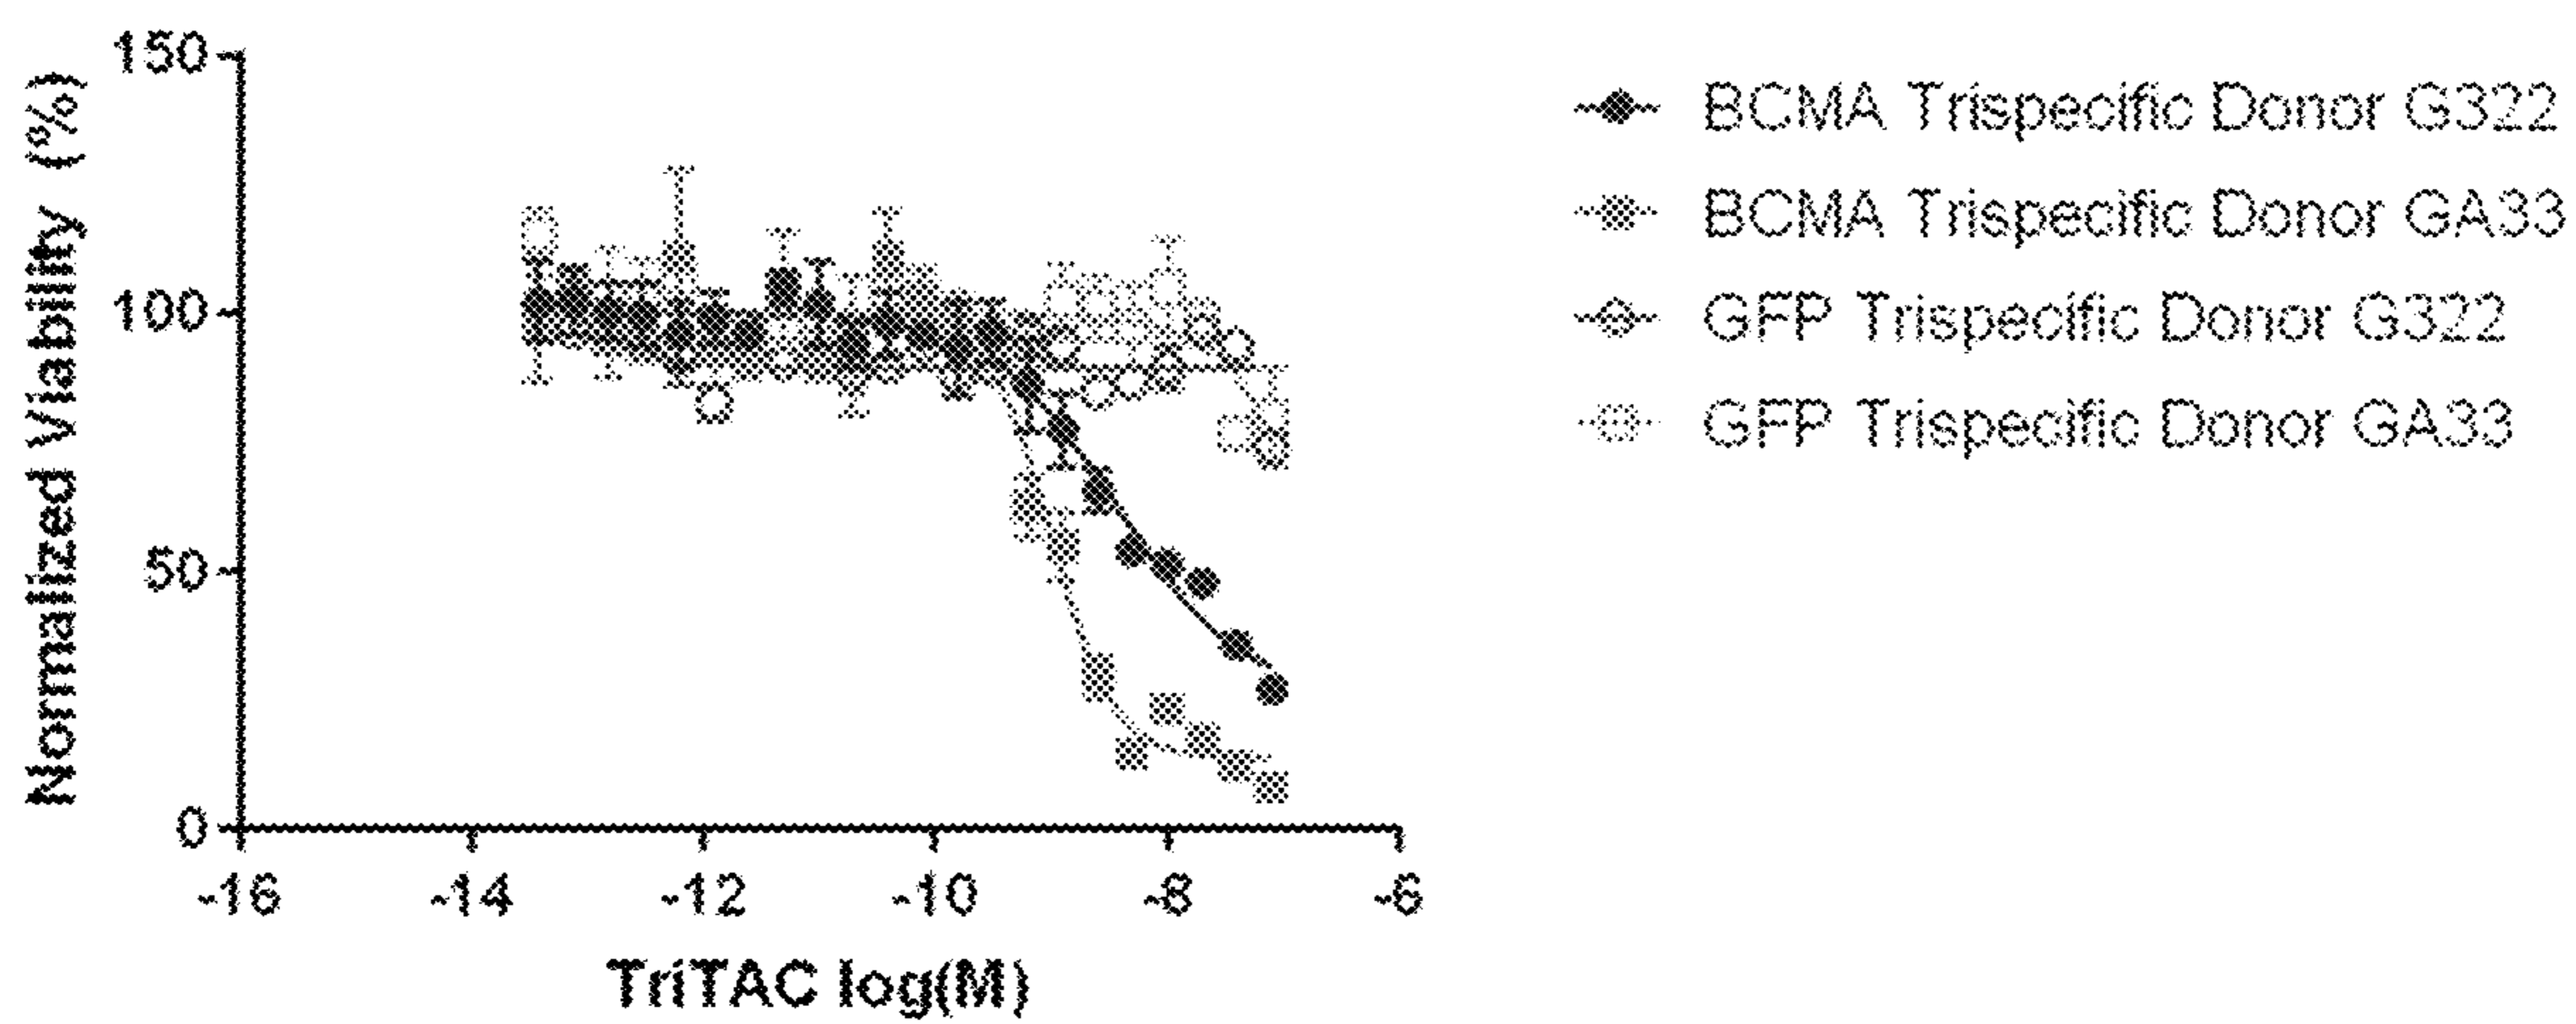 150
100
50
0
Normalized Viability (%)
-16 -14 -12 -10 -8 -6
TriTAC log(M)
BCMA Trispecific Donor G322
BCMA Trispecific Donor GA33
GFP Trispecific Donor G322
GFP Trispecific Donor GA33